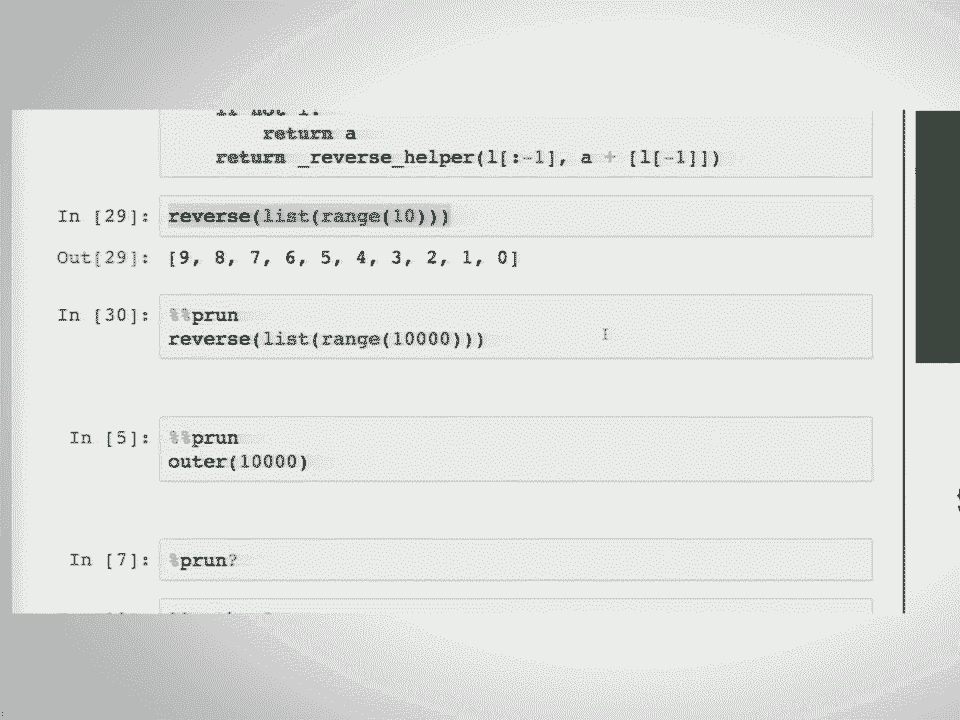 return a
return _reverse_helper(l[:-1], a + [l[-1]])
In [29]: reverse(list(range(10)))
Out[29]: [9, 8, 7, 6, 5, 4, 3, 2, 1, 0]
In [30]: %%prun
reverse(list(range(10000)))
In [5]: %%prun
outer(10000)
In [7]: %prun?